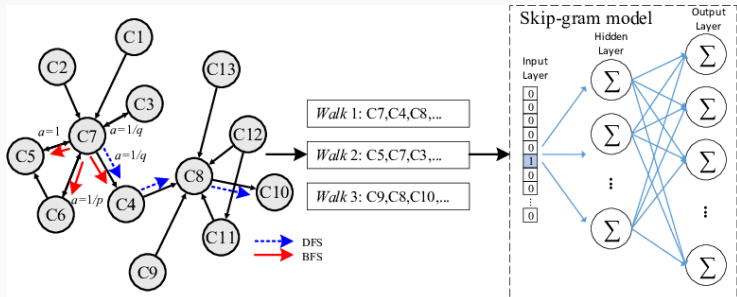 Skip-gram model
Output
Layer
Hidden
Layer
Input
Layer
C1
C2
C13
C3
a=1
C7
a=1/q
C12
C5
a=1/q
C8
C10
C6
a=1/p
C4
C11
C9
DFS
BFS
Walk 1: C7,C4,C8,...
Walk 2: C5,C7,C3,...
Walk 3: C9,C8,C10,...
0
0
0
0
0
1
0
0
⋮
0
Σ
Σ
⋮
Σ
Σ
Σ
Σ
⋮
Σ